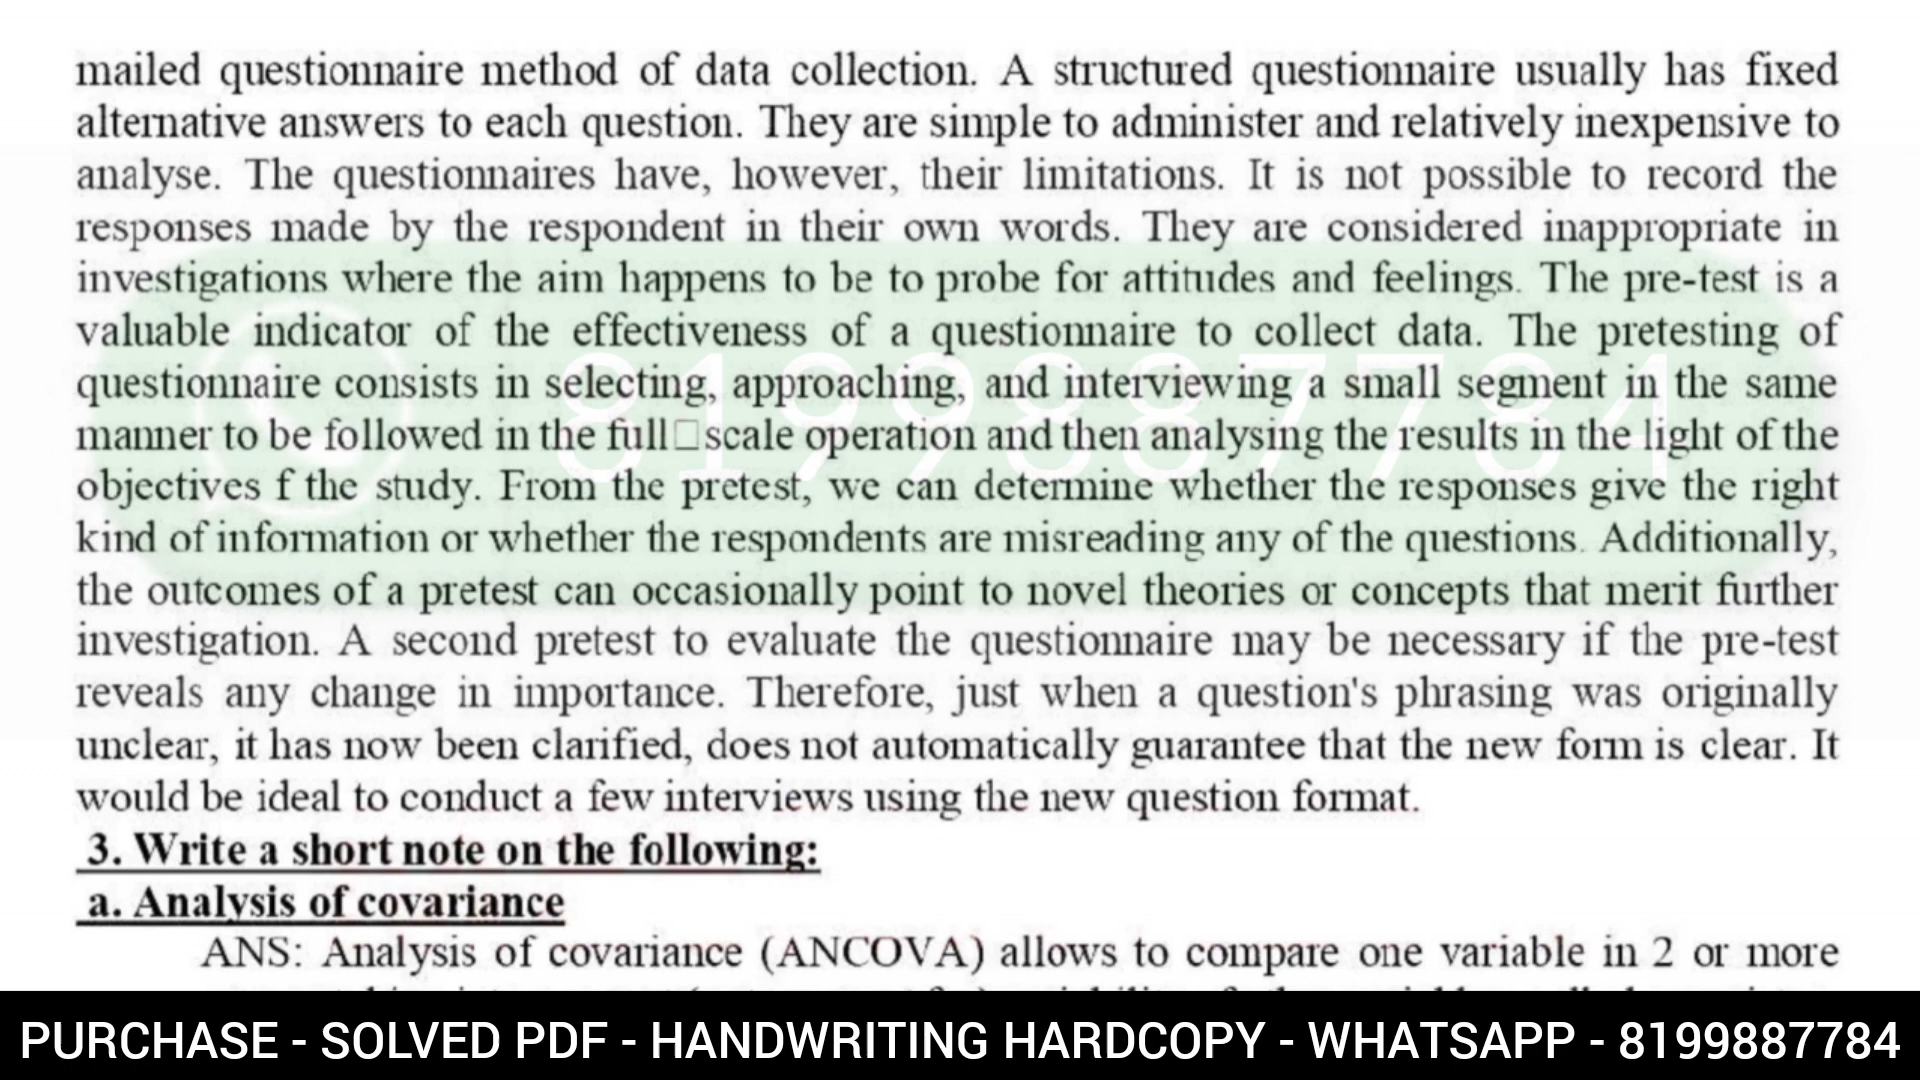 mailed questionnaire method of data collection. A structured questionnaire usually has fixed
alternative answers to each question. They are simple to administer and relatively inexpensive to
analyse. The questionnaires have, however, their limitations. It is not possible to record the
responses made by the respondent in their own words. They are considered inappropriate in
investigations where the aim happens to be to probe for attitudes and feelings. The pre-test is a
valuable indicator of the effectiveness of a questionnaire to collect data. The pretesting of
questionnaire consists in selecting, approaching, and interviewing a small segment in the same
manner to be followed in the full□scale operation and then analysing the results in the light of the
objectives f the study. From the pretest, we can determine whether the responses give the right
kind of information or whether the respondents are misreading any of the questions. Additionally,
the outcomes of a pretest can occasionally point to novel theories or concepts that merit further
investigation. A second pretest to evaluate the questionnaire may be necessary if the pre-test
reveals any change in importance. Therefore, just when a question's phrasing was originally
unclear, it has now been clarified, does not automatically guarantee that the new form is clear. It
would be ideal to conduct a few interviews using the new question format.
3. Write a short note on the following:
a. Analysis of covariance
ANS: Analysis of covariance (ANCOVA) allows to compare one variable in 2 or more
8199887784
PURCHASE - SOLVED PDF - HANDWRITING HARDCOPY - WHATSAPP - 8199887784